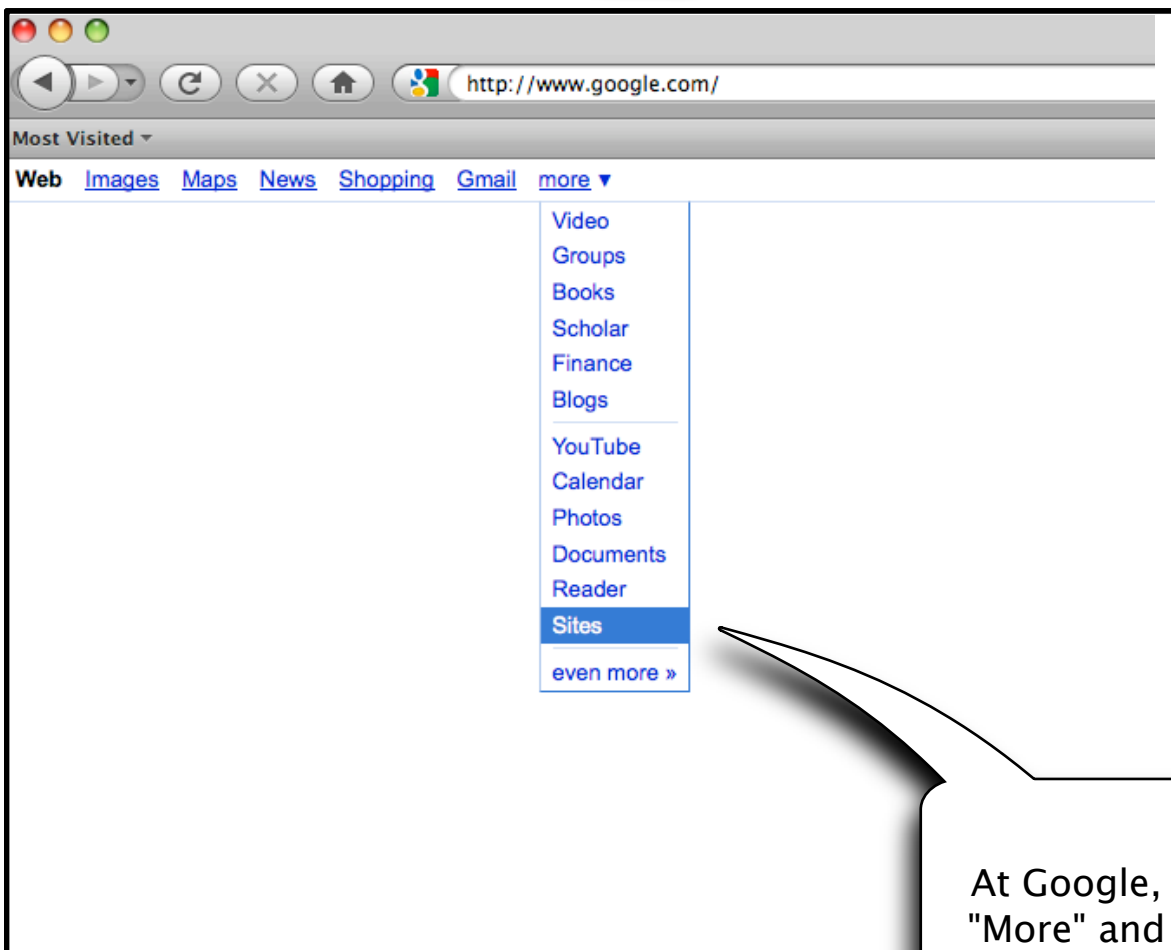 http://www.google.com/
Most Visited
Web Images Maps News Shopping Gmail more ▼
Video
Groups
Books
Scholar
Finance
Blogs
YouTube
Calendar
Photos
Documents
Reader
Sites
even more »
At Google,
"More" and